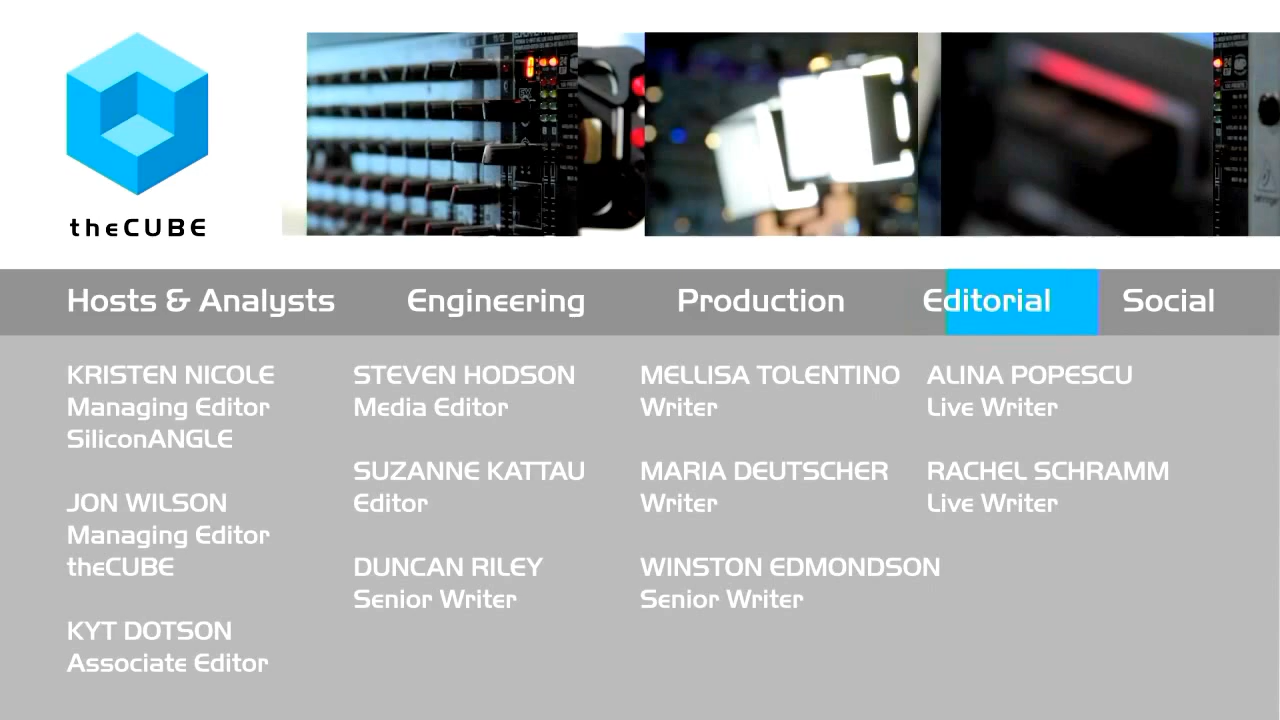 theCUBE
Hosts & Analysts
Engineering
Production
Editorial
Social
KRISTEN NICOLE
Managing Editor
SiliconANGLE
JON WILSON
Managing Editor
theCUBE
KYT DOTSON
Associate Editor
STEVEN HODSON
Media Editor
SUZANNE KATTAU
Editor
DUNCAN RILEY
Senior Writer
MELLISA TOLENTINO
Writer
MARIA DEUTSCHER
Writer
WINSTON EDMONDSON
Senior Writer
ALINA POPESCU
Live Writer
RACHEL SCHRAMM
Live Writer